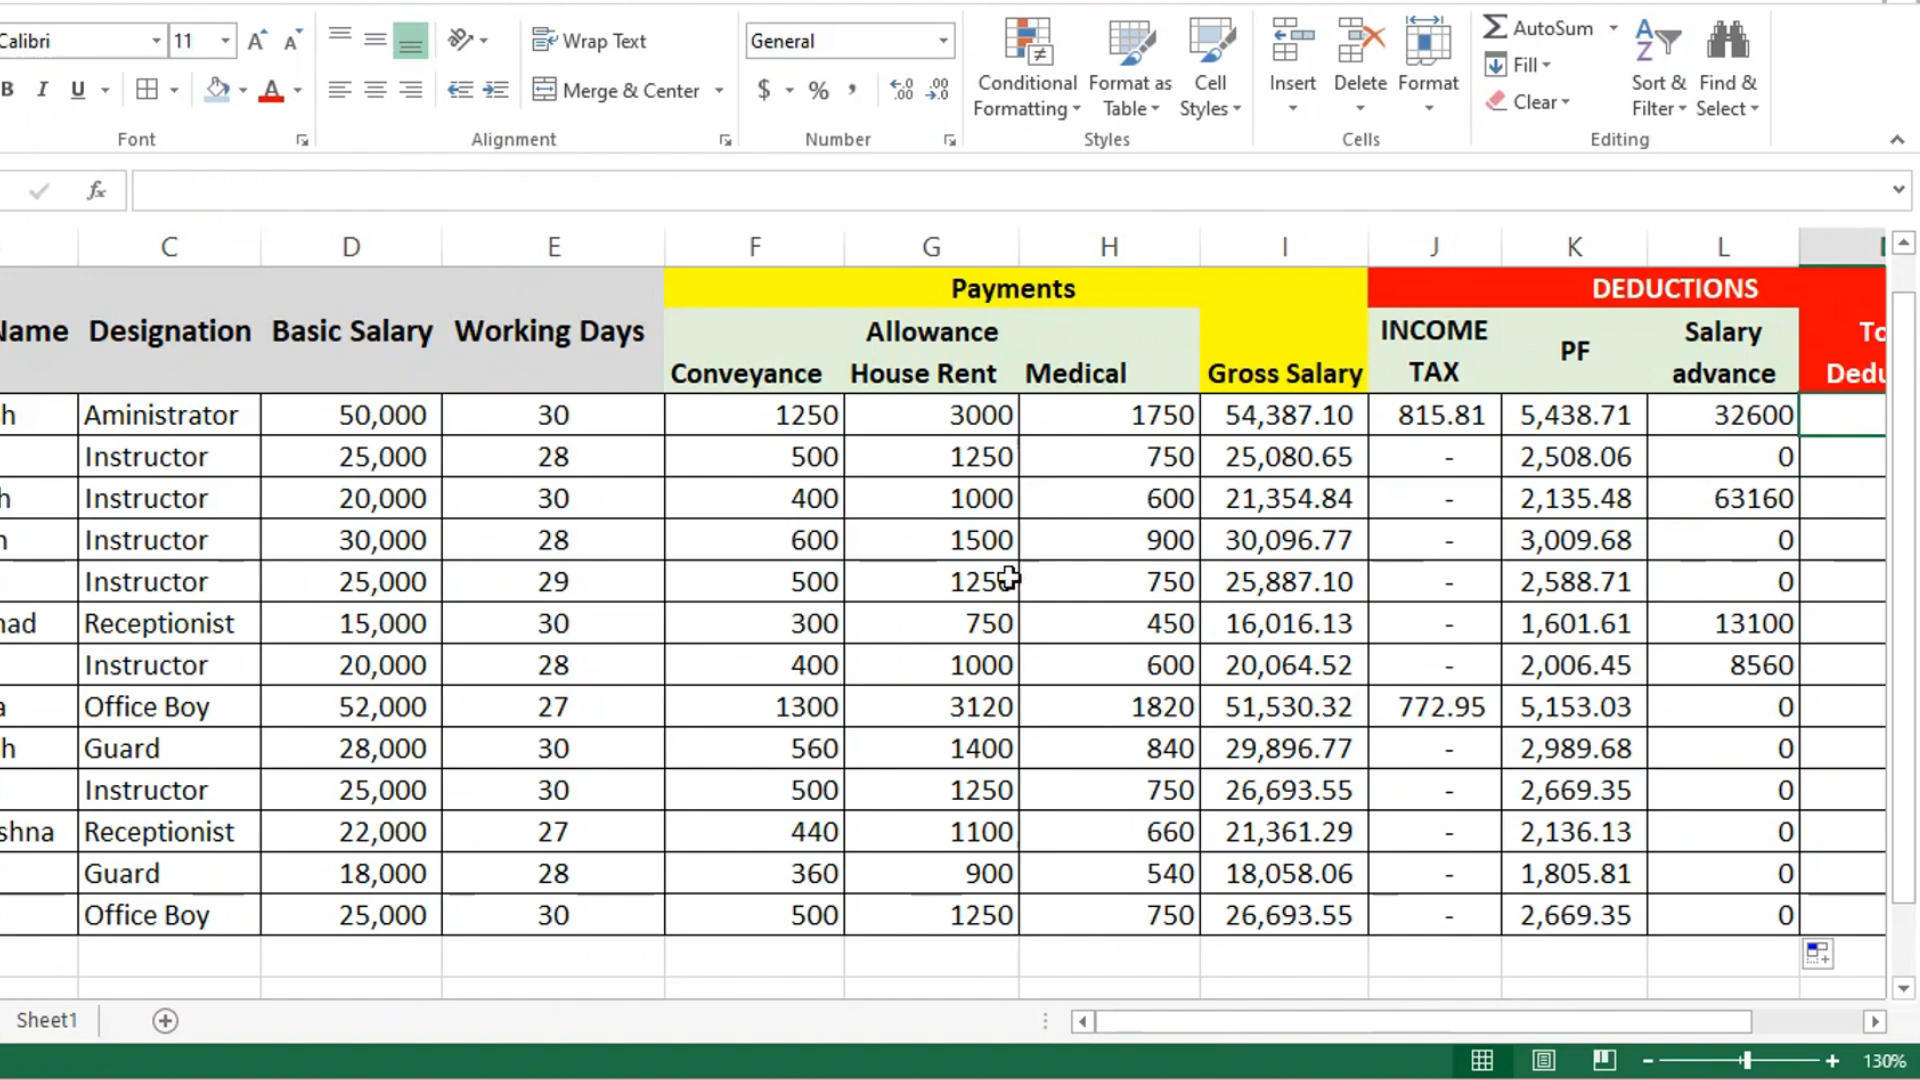 Calibri 11 Wrap Text General Conditional Formatting Format as Table Cell Styles Insert Delete Format AutoSum Fill Clear Sort & Filter Find & Select
B I U Merge & Center $ % ,
Font Alignment Number Styles Cells Editing
fx
C D E F G H I J K L
Payments DEDUCTIONS
Name Designation Basic Salary Working Days Allowance Gross Salary INCOME TAX PF Salary advance
Conveyance House Rent Medical
h Aministrator 50,000 30 1250 3000 1750 54,387.10 815.81 5,438.71 32600
Instructor 25,000 28 500 1250 750 25,080.65 - 2,508.06 0
h Instructor 20,000 30 400 1000 600 21,354.84 - 2,135.48 63160
Instructor 30,000 28 600 1500 900 30,096.77 - 3,009.68 0
Instructor 25,000 29 500 1250 750 25,887.10 - 2,588.71 0
Receptionist 15,000 30 300 750 450 16,016.13 - 1,601.61 13100
Instructor 20,000 28 400 1000 600 20,064.52 - 2,006.45 8560
a Office Boy 52,000 27 1300 3120 1820 51,530.32 772.95 5,153.03 0
h Guard 28,000 30 560 1400 840 29,896.77 - 2,989.68 0
Instructor 25,000 30 500 1250 750 26,693.55 - 2,669.35 0
shna Receptionist 22,000 27 440 1100 660 21,361.29 - 2,136.13 0
Guard 18,000 28 360 900 540 18,058.06 - 1,805.81 0
Office Boy 25,000 30 500 1250 750 26,693.55 - 2,669.35 0
Sheet1
130%